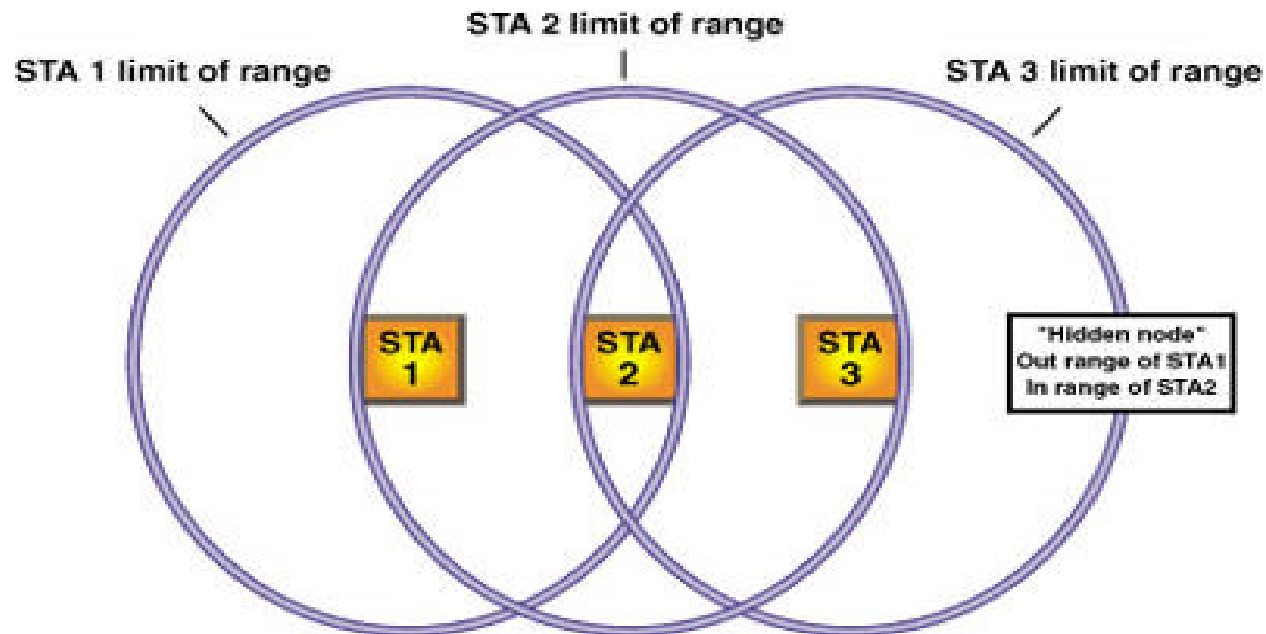 STA 2 limit of range
STA 1 limit of range
STA 3 limit of range
STA
1
STA
2
STA
3
"Hidden node"
Out range of STA1
In range of STA2